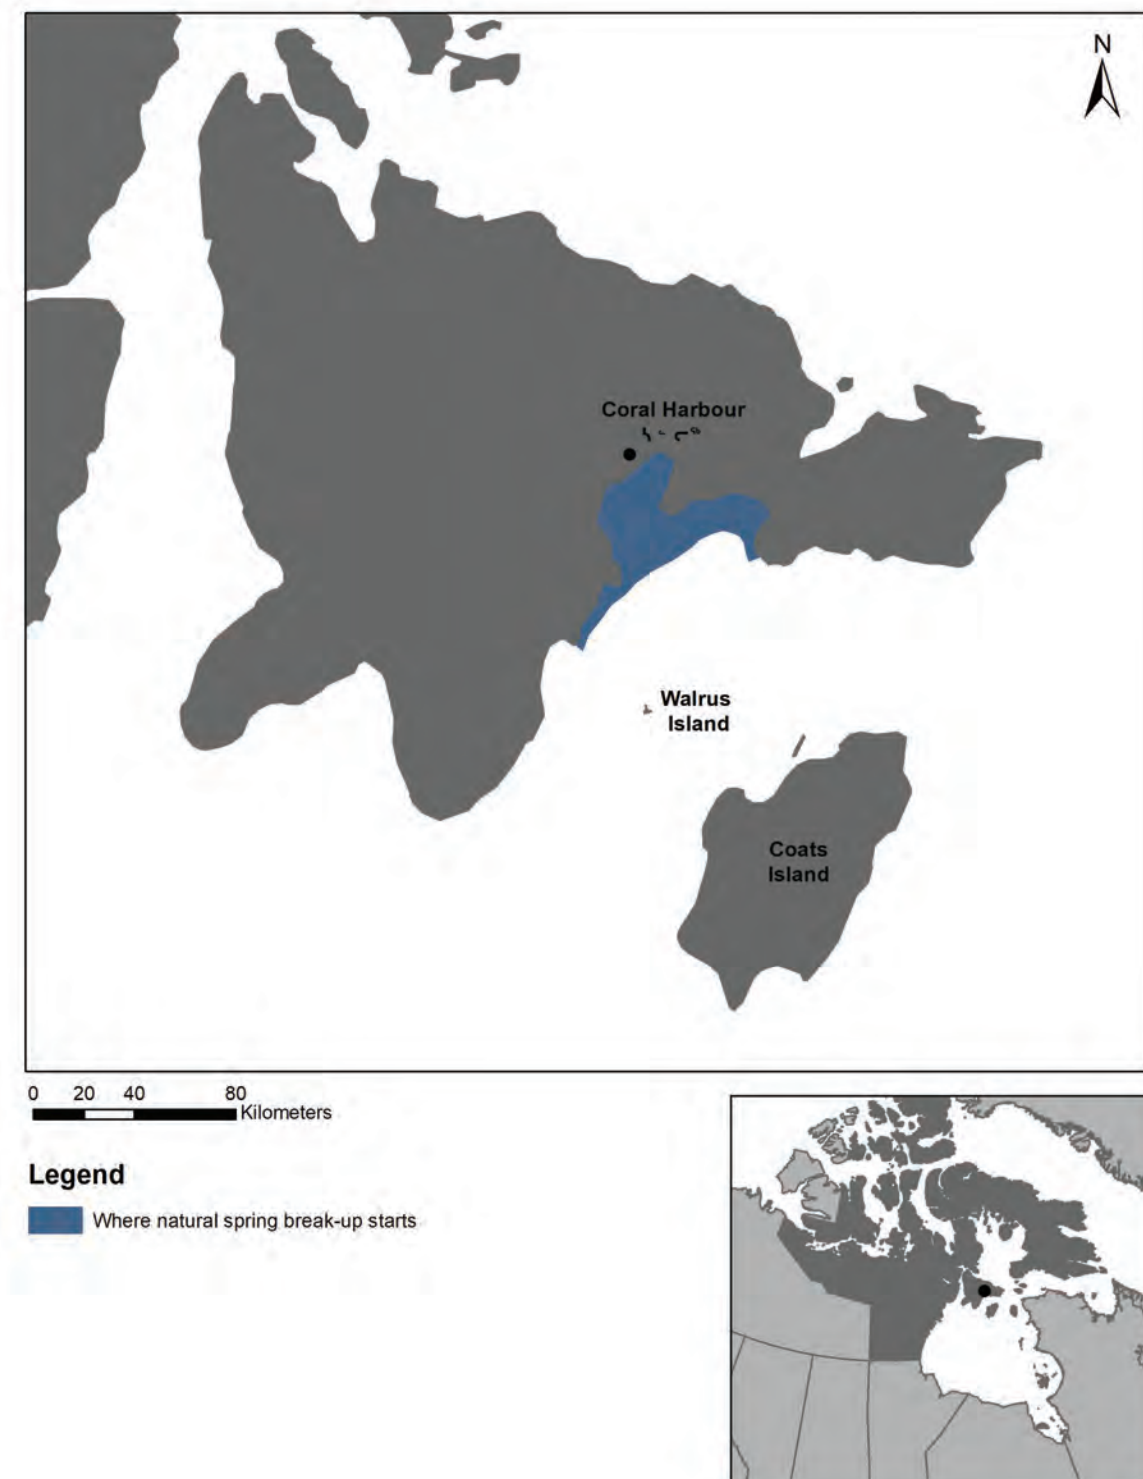 N
Coral Harbour
Walrus
Island
Coats
Island
0 20 40 80
Kilometers
Legend
Where natural spring break-up starts